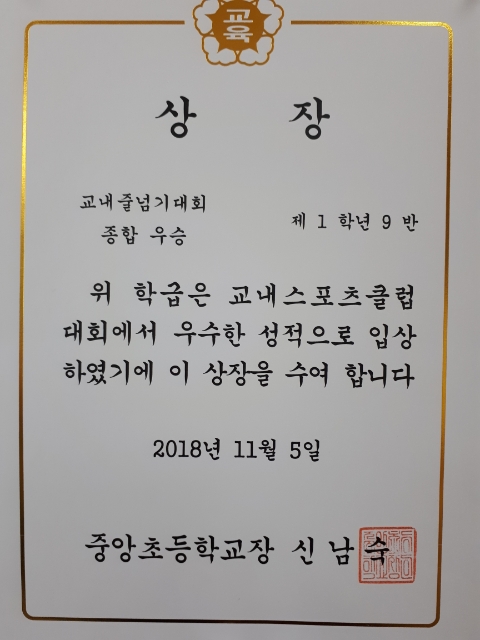 교육
상 장
교내줄넘기대회
종합 우승
제 1 학년 9 반
위 학급은 교내스포츠클럽
대회에서 우수한 성적으로 입상
하였기에 이 상장을 수여 합니다
2018년 11월 5일
중앙초등학교장 신남숙